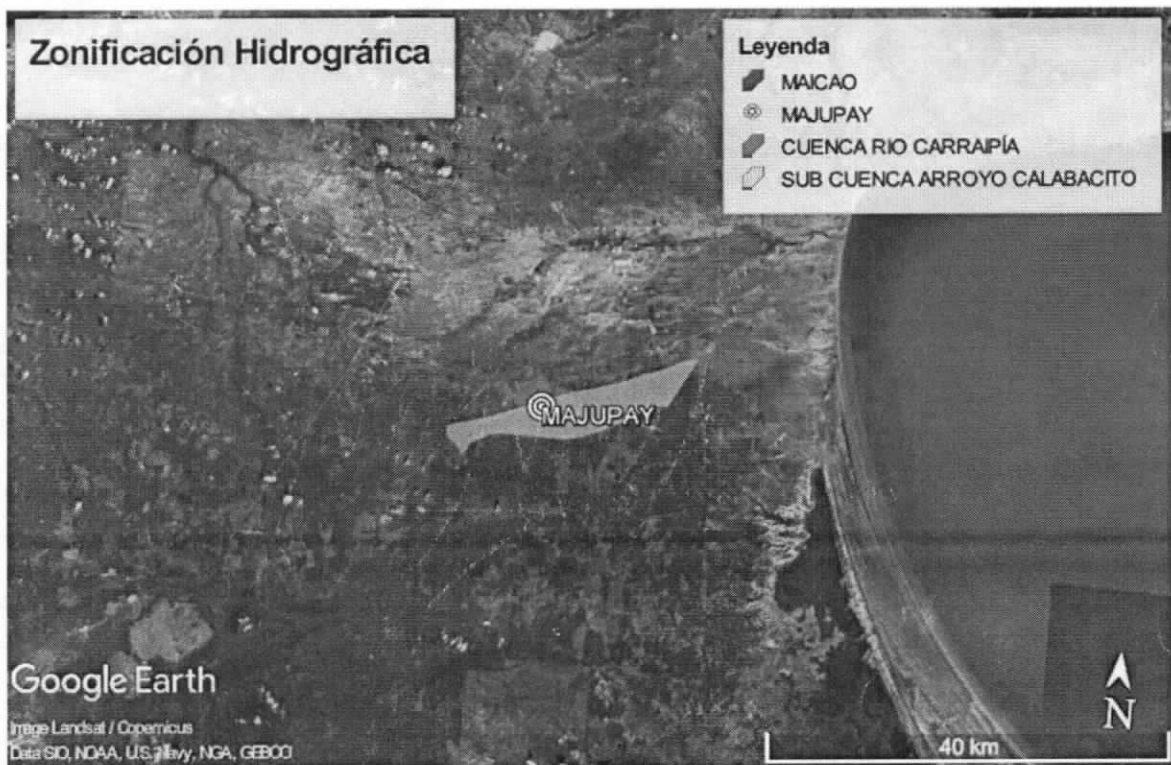 Zonificación Hidrográfica
Leyenda
MAICAO
MAJUPAY
CUENCA RIO CARRAIPÍA
SUB CUENCA ARROYO CALABACITO
MAJUPAY
Google Earth
Image Landsat / Copernicus
Data SIO, NOAA, U.S. Navy, NGA, GEBCO
N
40 km